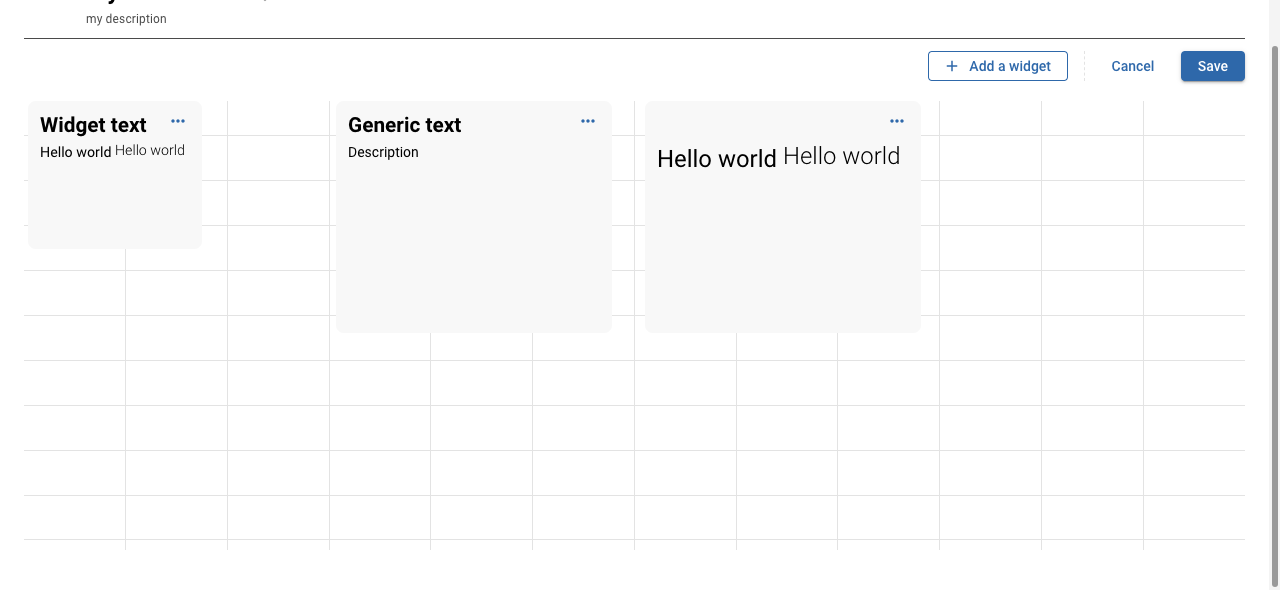 my description
Add a widget
Cancel
Save
Widget text
Hello world Hello world
Generic text
Description
Hello world Hello world